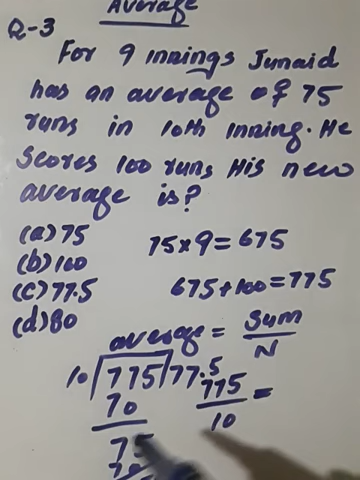 Average
Q-3
For 9 innings Junaid
has an average of 75
runs in 10th inning. He
Scores 100 runs His new
average is?
(a) 75
(b) 100
(c) 77.5
(d) 80
75×9=675
675+100=775
average = Sum/N
10)775(77.5
70
75
775/10 =